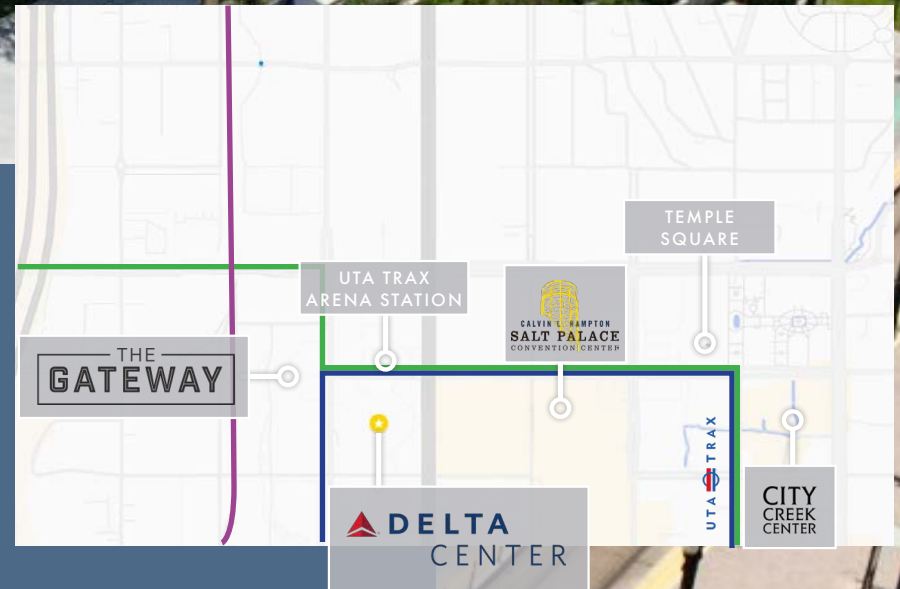 TEMPLE
SQUARE
UTA TRAX
ARENA STATION
CALVIN L. RAMPTON
SALT PALACE
CONVENTION CENTER
THE
GATEWAY
UTA TRAX
DELTA
CENTER
CITY
CREEK
CENTER